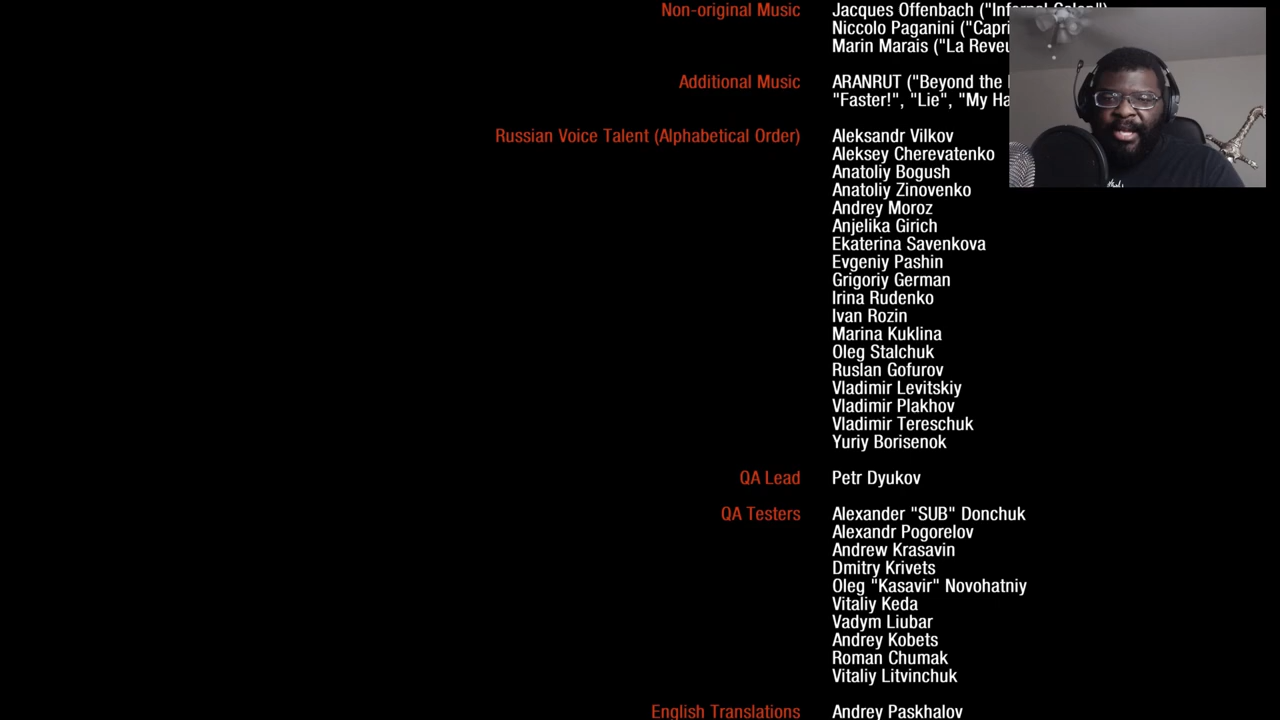 Non-original Music Jacques Offenbach ("Infernal Galop")
Niccolo Paganini ("Capri
Marin Marais ("La Reveu
Additional Music ARANRUT ("Beyond the
"Faster!", "Lie", "My Ha
Russian Voice Talent (Alphabetical Order) Aleksandr Vilkov
Aleksey Cherevatenko
Anatoliy Bogush
Anatoliy Zinovenko
Andrey Moroz
Anjelika Girich
Ekaterina Savenkova
Evgeniy Pashin
Grigoriy German
Irina Rudenko
Ivan Rozin
Marina Kuklina
Oleg Stalchuk
Ruslan Gofurov
Vladimir Levitskiy
Vladimir Plakhov
Vladimir Tereschuk
Yuriy Borisenok
QA Lead Petr Dyukov
QA Testers Alexander "SUB" Donchuk
Alexandr Pogorelov
Andrew Krasavin
Dmitry Krivets
Oleg "Kasavir" Novohatniy
Vitaliy Keda
Vadym Liubar
Andrey Kobets
Roman Chumak
Vitaliy Litvinchuk
English Translations Andrey Paskhalov